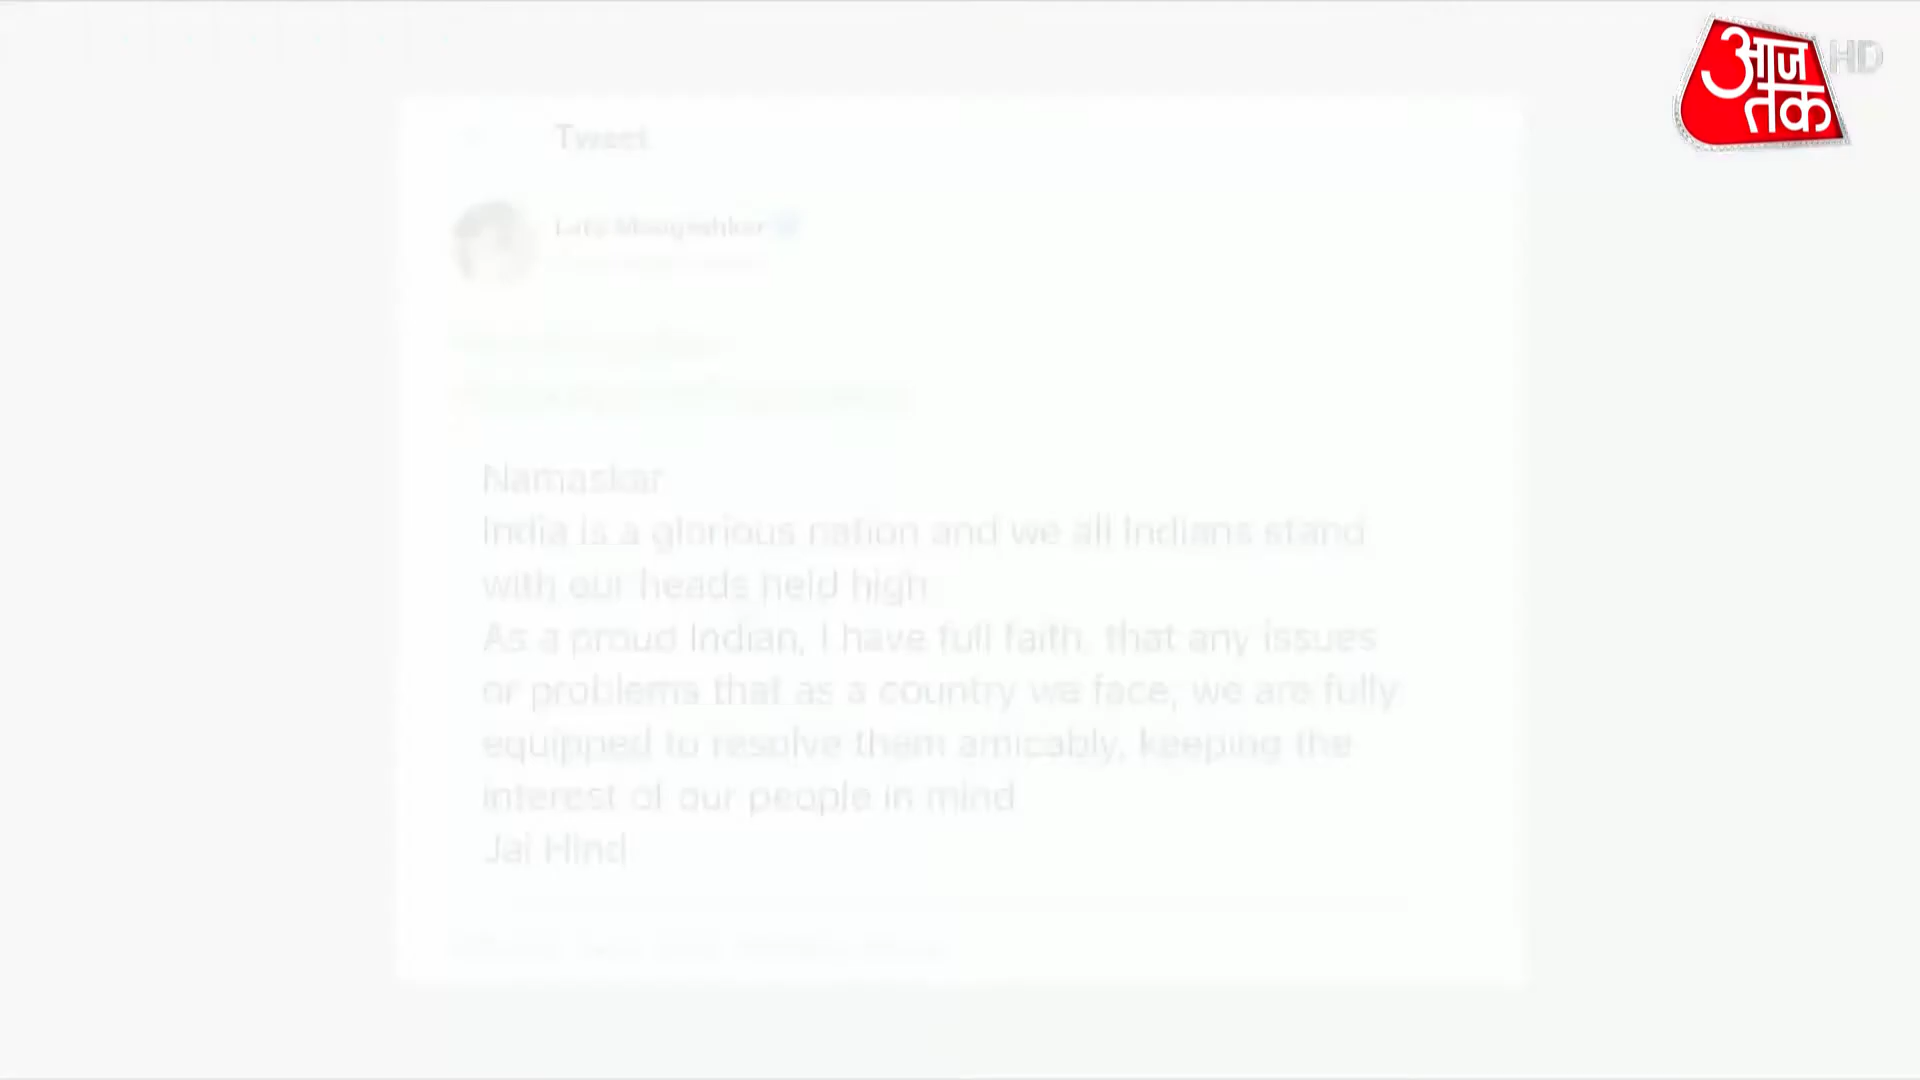 आज तक HD
Tweet
Lata Mangeshkar
Namaskar
India is a glorious nation and we all Indians stand
with our heads held high
As a proud Indian, I have full faith, that any issues
or problems that as a country we face, we are fully
equipped to resolve them amicably, keeping the
interest of our people in mind
Jai Hind